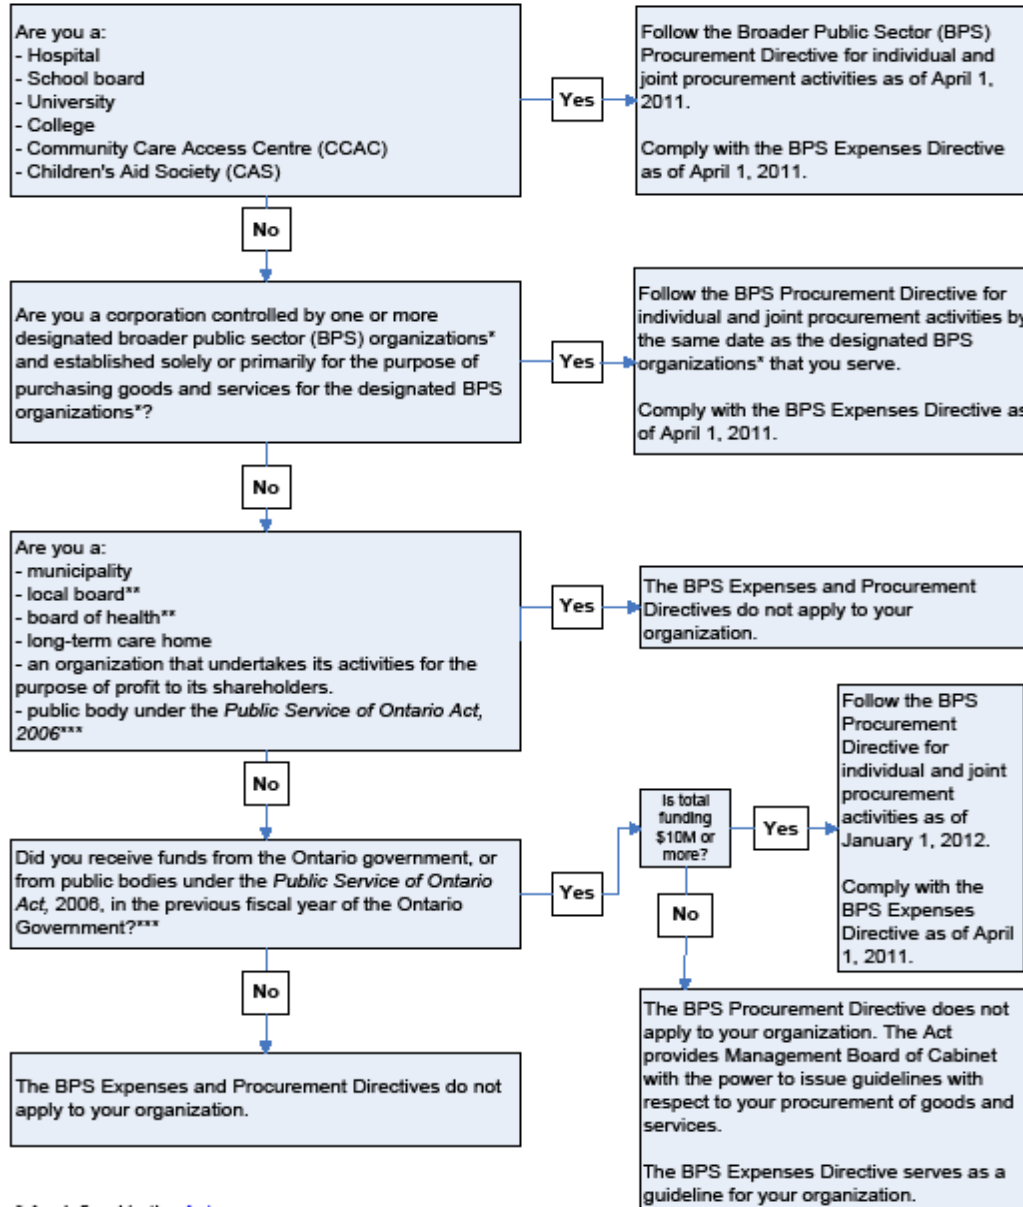 Are you a:
- Hospital
- School board
- University
- College
- Community Care Access Centre (CCAC)
- Children's Aid Society (CAS)
Yes
Follow the Broader Public Sector (BPS)
Procurement Directive for individual and
joint procurement activities as of April 1,
2011.
Comply with the BPS Expenses Directive
as of April 1, 2011.
No
Are you a corporation controlled by one or more
designated broader public sector (BPS) organizations*
and established solely or primarily for the purpose of
purchasing goods and services for the designated BPS
organizations*?
Yes
Follow the BPS Procurement Directive for
individual and joint procurement activities by
the same date as the designated BPS
organizations* that you serve.
Comply with the BPS Expenses Directive as
of April 1, 2011.
No
Are you a:
- municipality
- local board**
- board of health**
- long-term care home
- an organization that undertakes its activities for the
purpose of profit to its shareholders.
- public body under the Public Service of Ontario Act,
2006***
Yes
The BPS Expenses and Procurement
Directives do not apply to your
organization.
No
Did you receive funds from the Ontario government, or
from public bodies under the Public Service of Ontario
Act, 2006, in the previous fiscal year of the Ontario
Government?***
Yes
Is total
funding
$10M or
more?
Yes
Follow the BPS
Procurement
Directive for
individual and joint
procurement
activities as of
January 1, 2012.
Comply with the
BPS Expenses
Directive as of April
1, 2011.
No
The BPS Procurement Directive does not
apply to your organization. The Act
provides Management Board of Cabinet
with the power to issue guidelines with
respect to your procurement of goods and
services.
The BPS Expenses Directive serves as a
guideline for your organization.
No
The BPS Expenses and Procurement Directives do not
apply to your organization.